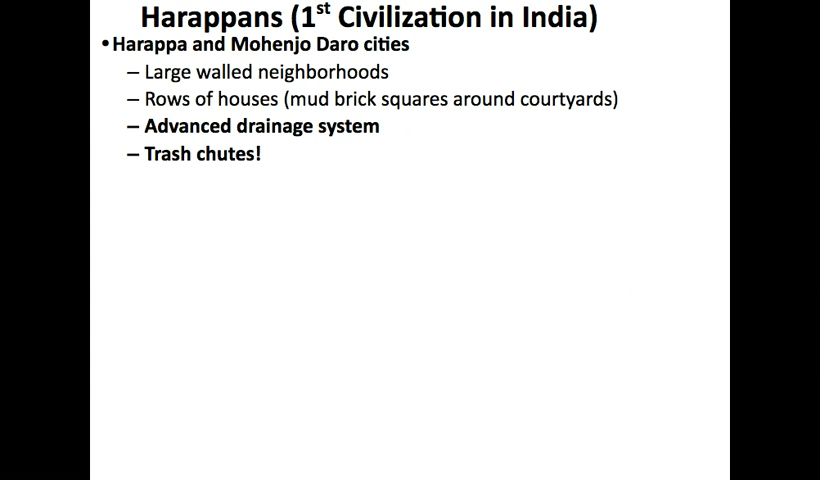 Harappans (1st Civilization in India)
• Harappa and Mohenjo Daro cities
– Large walled neighborhoods
– Rows of houses (mud brick squares around courtyards)
– Advanced drainage system
– Trash chutes!